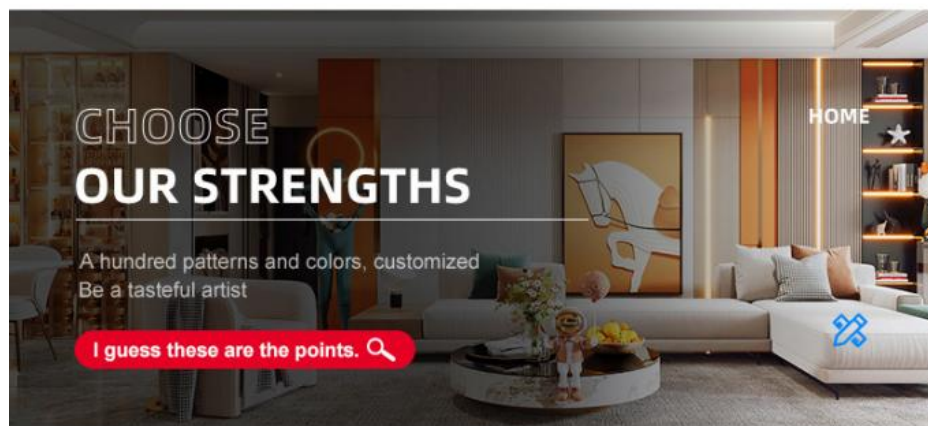 CHOOSE
HOME
OUR STRENGTHS
A hundred patterns and colors, customized
Be a tasteful artist
I guess these are the points.